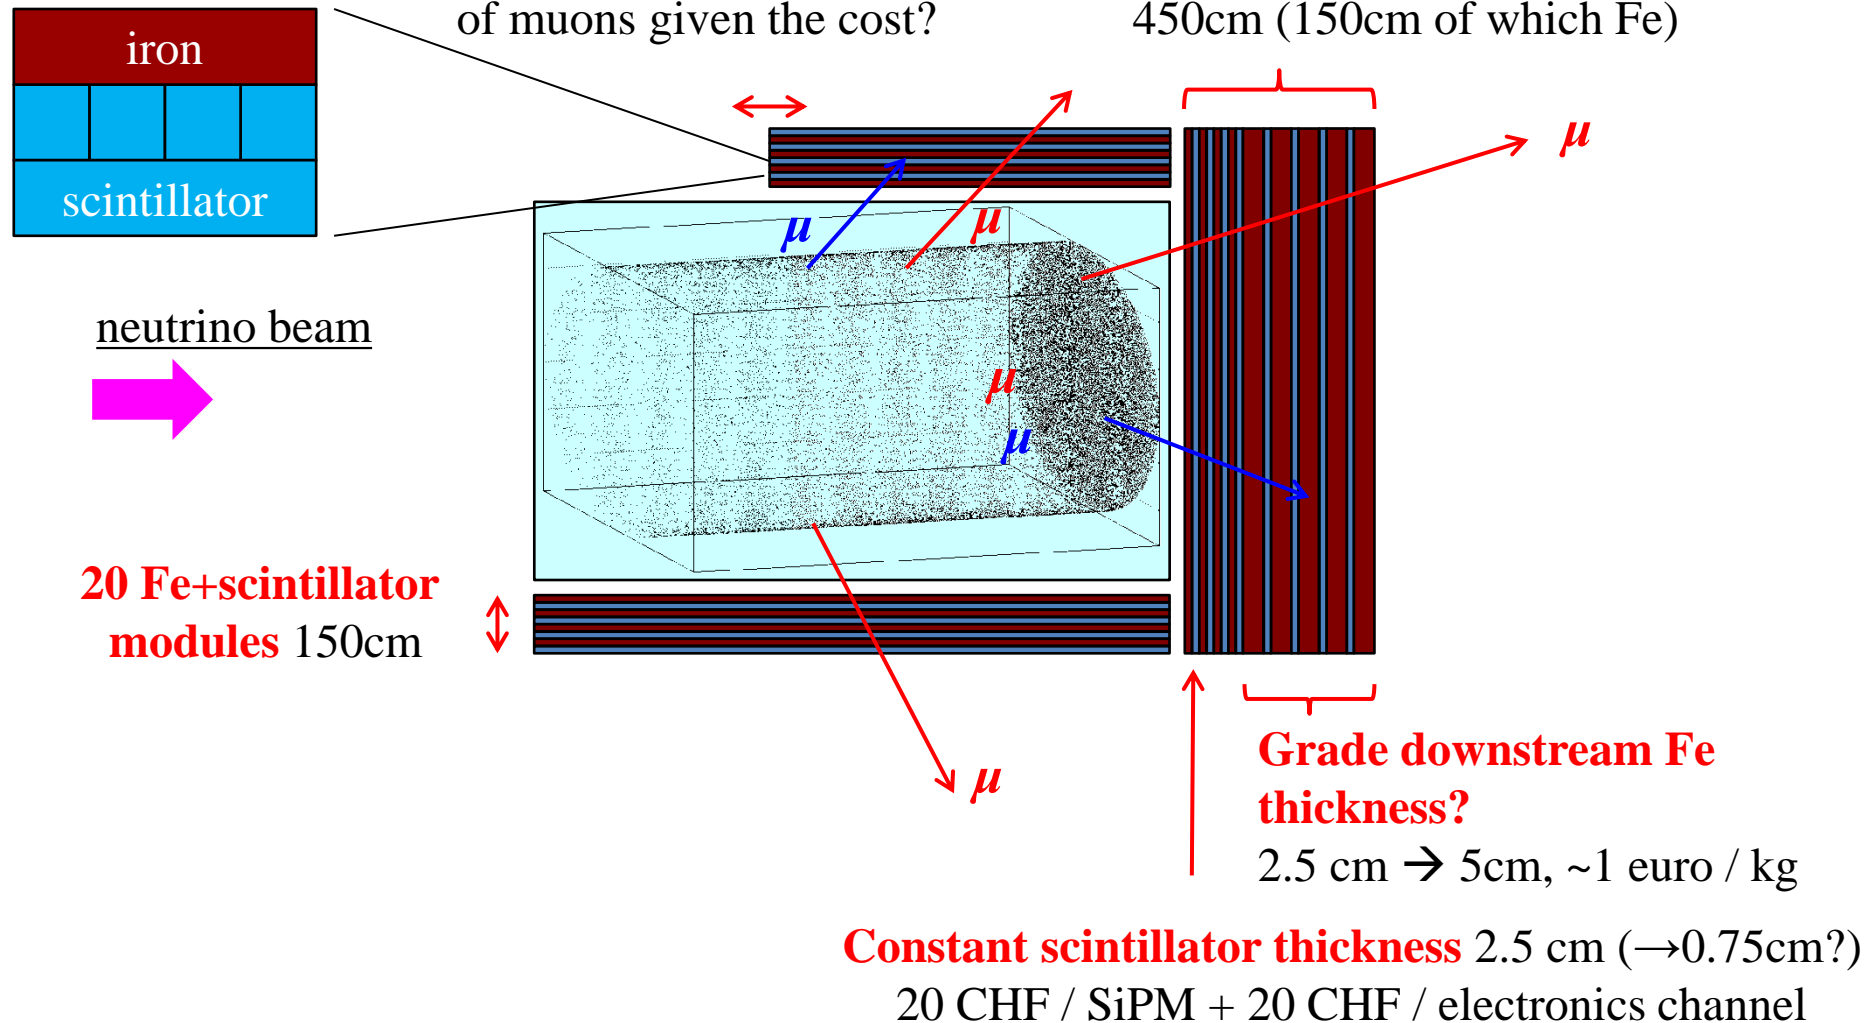 of muons given the cost?
450cm (150cm of which Fe)
iron
scintillator
μ
μ
μ
neutrino beam
μ
μ
20 Fe+scintillator
modules 150cm
μ
Grade downstream Fe
thickness?
2.5 cm → 5cm, ~1 euro / kg
Constant scintillator thickness 2.5 cm (→0.75cm?)
20 CHF / SiPM + 20 CHF / electronics channel